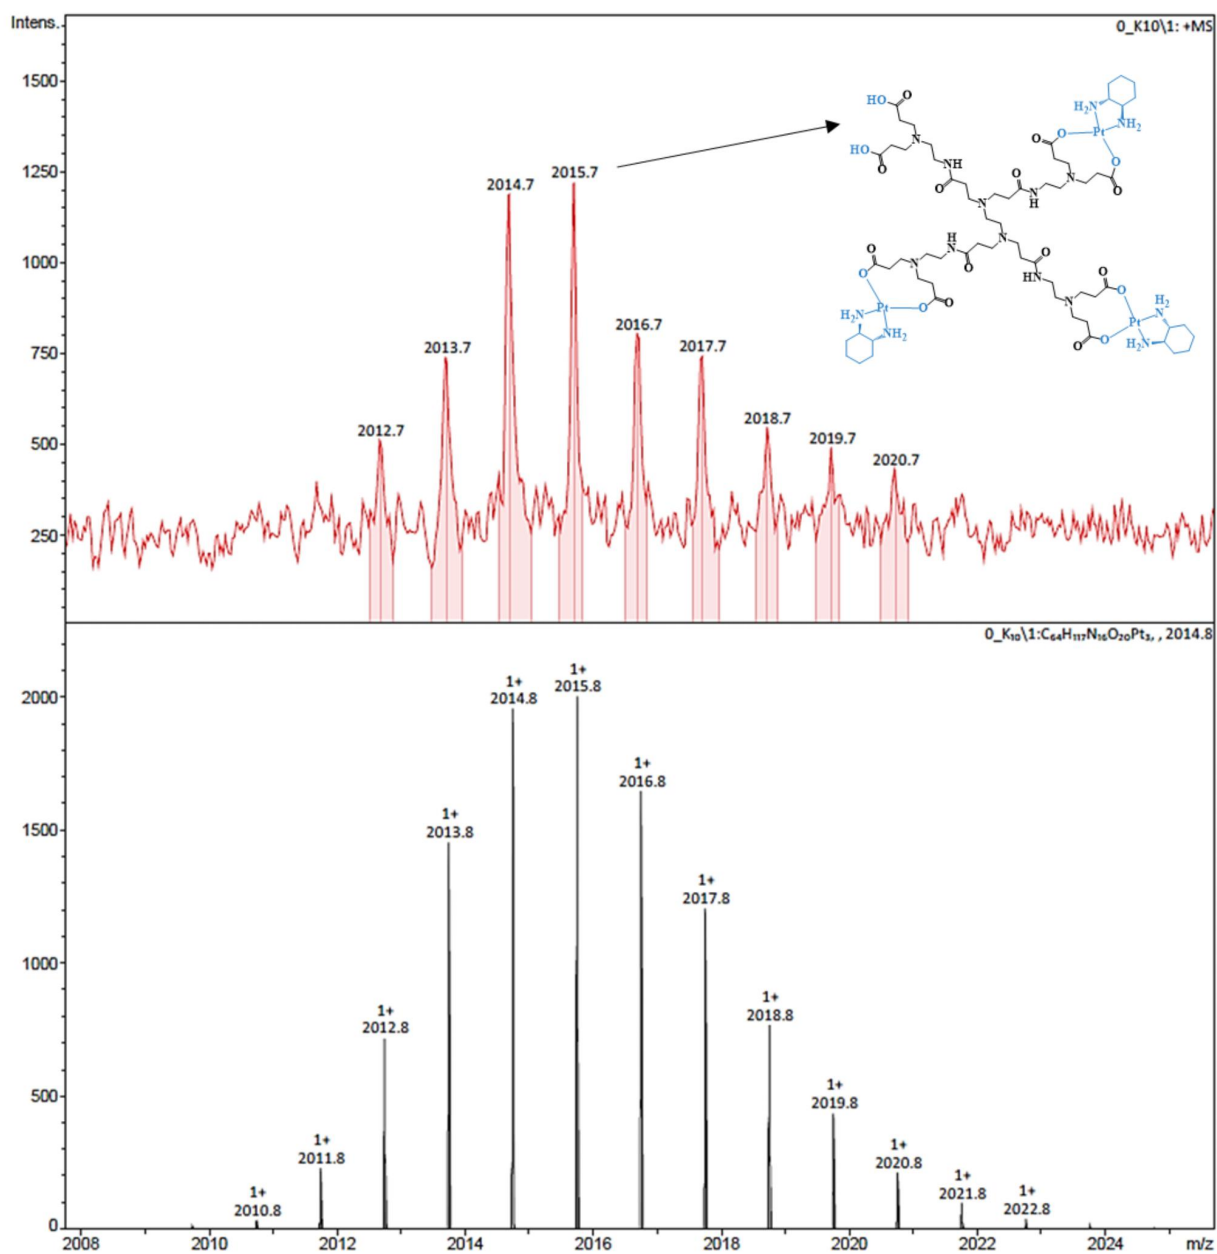 Intens.
0_K10\1: +MS
1500
1250
1000
750
500
250
2012.7
2013.7
2014.7
2015.7
2016.7
2017.7
2018.7
2019.7
2020.7
HO
O
HO
O
N
NH
O
N
O
N
H
N
O
O
Pt
O
O
H₂N
NH₂
N
O
H
N
O
N
O
O
Pt
O
O
H₂N
NH₂
O
HN
N
O
O
O
O
Pt
H₂
N
H₂N
0_K₁₀\1:C₆₄H₁₁₇N₁₆O₂₀Pt₃, , 2014.8
2000
1500
1000
500
0
1+
2010.8
1+
2011.8
1+
2012.8
1+
2013.8
1+
2014.8
1+
2015.8
1+
2016.8
1+
2017.8
1+
2018.8
1+
2019.8
1+
2020.8
1+
2021.8
1+
2022.8
2008 2010 2012 2014 2016 2018 2020 2022 2024 m/z